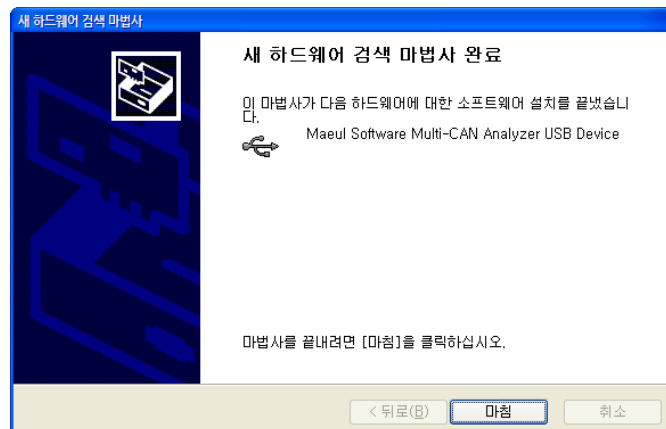 새 하드웨어 검색 마법사
새 하드웨어 검색 마법사 완료
이 마법사가 다음 하드웨어에 대한 소프트웨어 설치를 끝냈습니
다.
Maeul Software Multi-CAN Analyzer USB Device
마법사를 끝내려면 [마침]을 클릭하십시오.
< 뒤로(B) 마침 취소